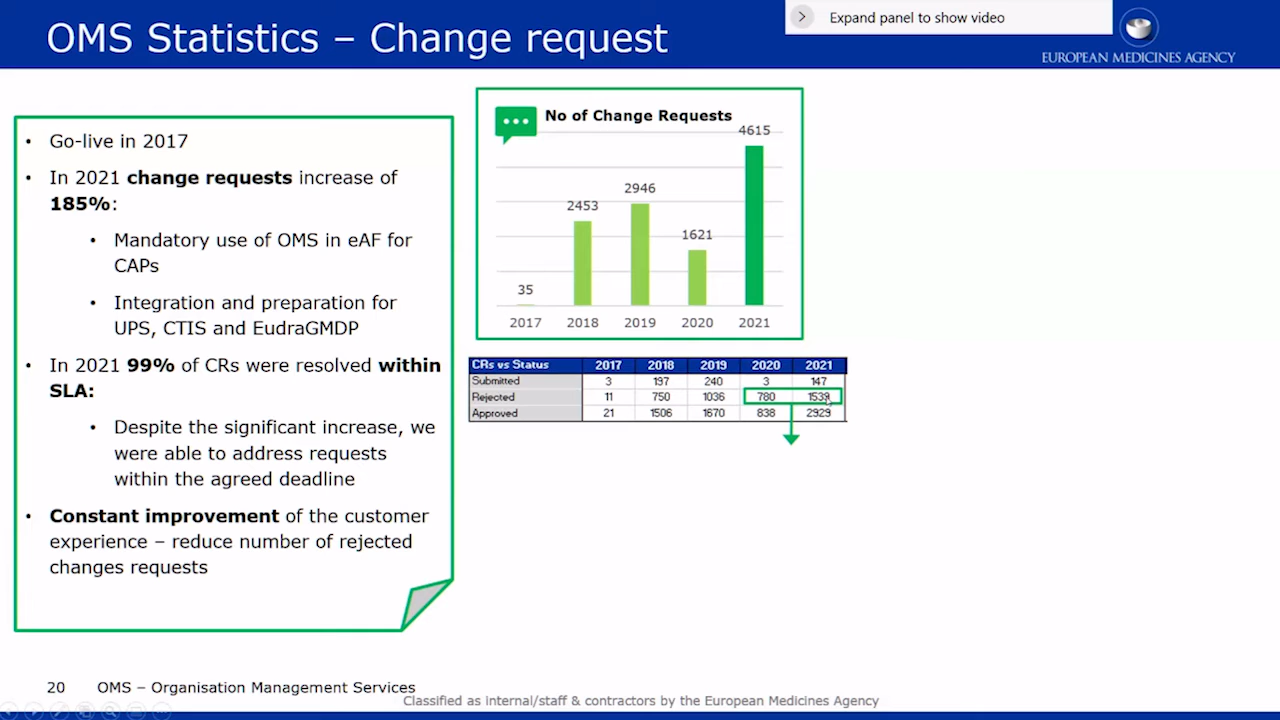 OMS Statistics – Change request
Expand panel to show video
EUROPEAN MEDICINES AGENCY
• Go-live in 2017
• In 2021 change requests increase of
185%:
• Mandatory use of OMS in eAF for
CAPs
• Integration and preparation for
UPS, CTIS and EudraGMDP
• In 2021 99% of CRs were resolved within
SLA:
• Despite the significant increase, we
were able to address requests
within the agreed deadline
• Constant improvement of the customer
experience – reduce number of rejected
changes requests
No of Change Requests
4615
2946
2453
1621
35
2017 2018 2019 2020 2021
CRs vs Status 2017 2018 2019 2020 2021
Submitted 3 197 240 3 147
Rejected 11 750 1036 780 1539
Approved 21 1506 1670 838 2929
20 OMS – Organisation Management Services
Classified as internal/staff & contractors by the European Medicines Agency